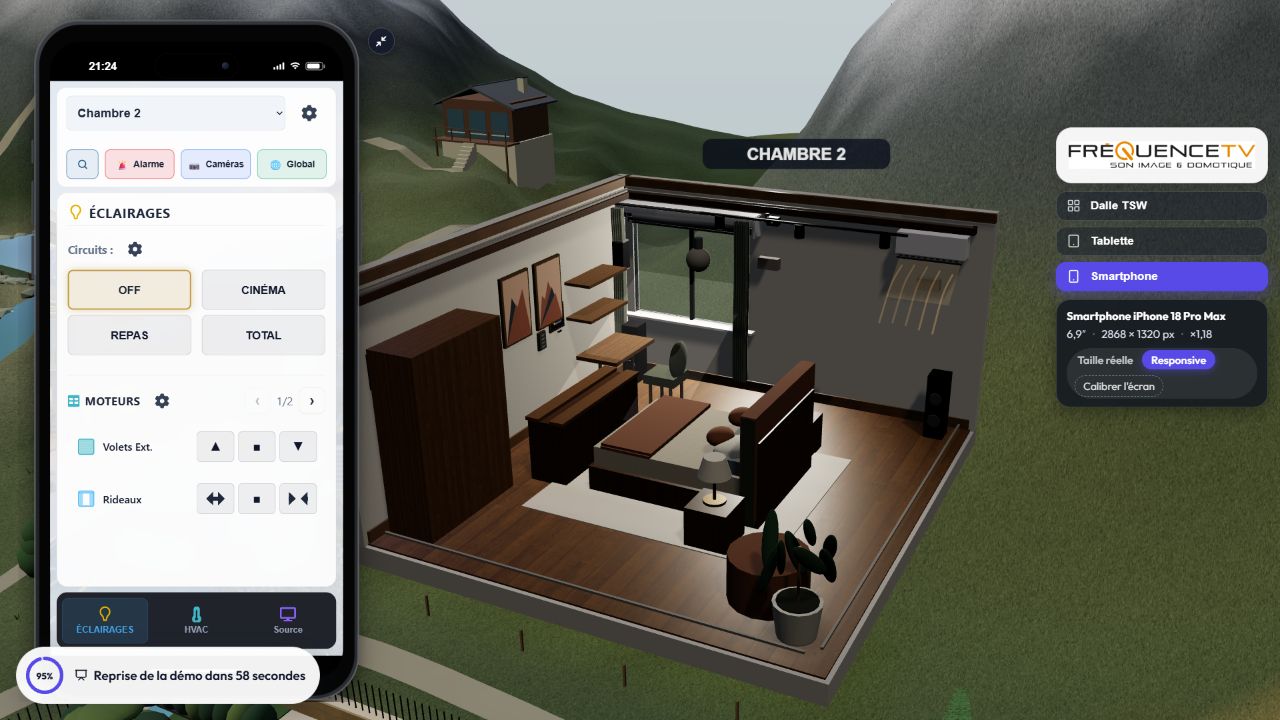 21:24
Chambre 2
Alarme
Caméras
Global
ÉCLAIRAGES
Circuits :
OFF
CINÉMA
REPAS
TOTAL
MOTEURS
1/2
Volets Ext.
Rideaux
ÉCLAIRAGES
HVAC
Source
95%
Reprise de la démo dans 58 secondes
CHAMBRE 2
FRÉQUENCETV
SON IMAGE & DOMOTIQUE
Dalle TSW
Tablette
Smartphone
Smartphone iPhone 18 Pro Max
6,9″ · 2868 × 1320 px · ×1,18
Taille réelle
Responsive
Calibrer l'écran